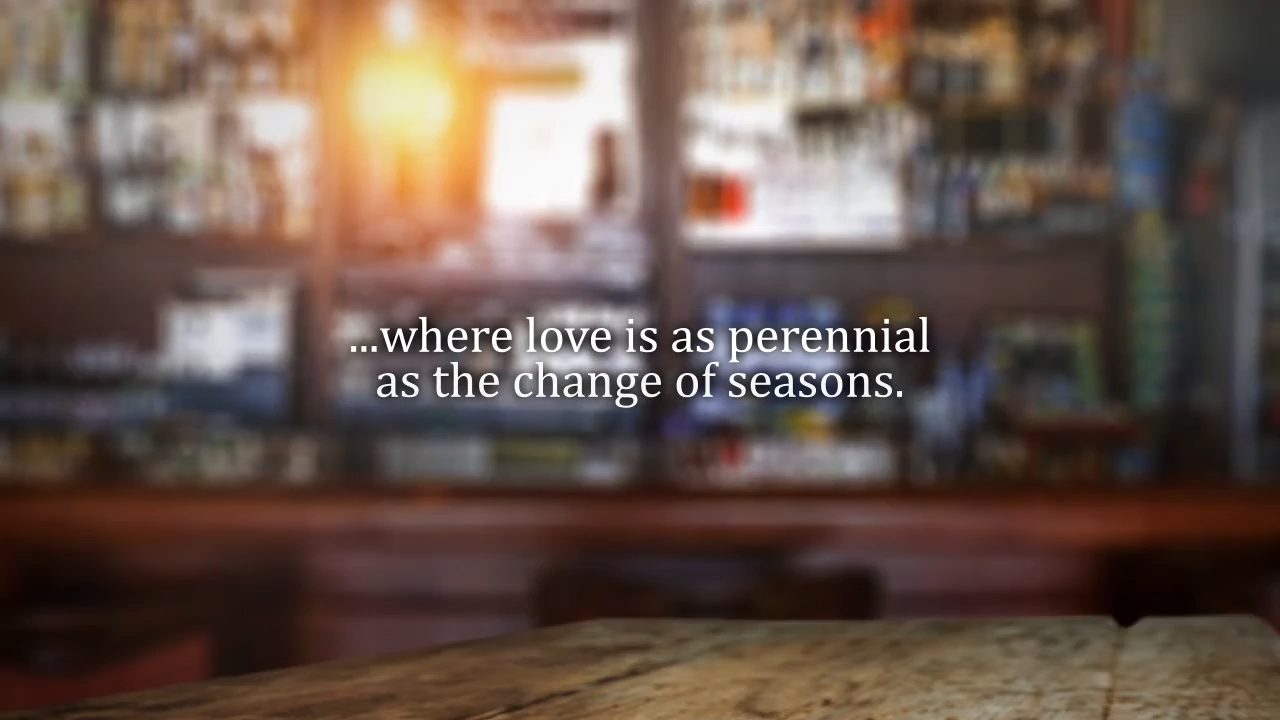 ...where love is as perennial
as the change of seasons.